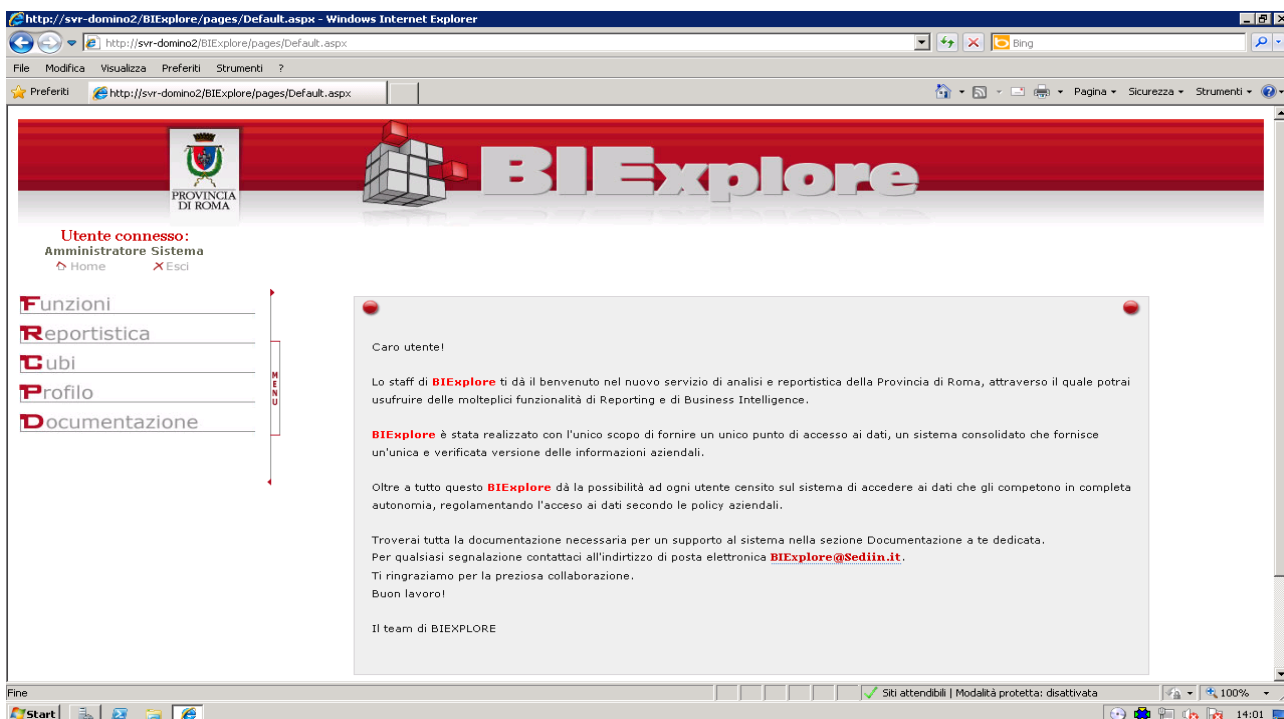 http://svr-domino2/BIExplore/pages/Default.aspx - Windows Internet Explorer
http://svr-domino2/BIExplore/pages/Default.aspx
Bing
File Modifica Visualizza Preferiti Strumenti ?
Preferiti
http://svr-domino2/BIExplore/pages/Default.aspx
Pagina Sicurezza Strumenti
PROVINCIA
DI ROMA
BIExplore
Utente connesso:
Amministratore Sistema
Home Esci
Funzioni
Reportistica
Cubi
Profilo
Documentazione
MENU
Caro utente!
Lo staff di BIExplore ti dà il benvenuto nel nuovo servizio di analisi e reportistica della Provincia di Roma, attraverso il quale potrai
usufruire delle molteplici funzionalità di Reporting e di Business Intelligence.
BIExplore è stata realizzato con l'unico scopo di fornire un unico punto di accesso ai dati, un sistema consolidato che fornisce
un'unica e verificata versione delle informazioni aziendali.
Oltre a tutto questo BIExplore dà la possibilità ad ogni utente censito sul sistema di accedere ai dati che gli competono in completa
autonomia, regolamentando l'acceso ai dati secondo le policy aziendali.
Troverai tutta la documentazione necessaria per un supporto al sistema nella sezione Documentazione a te dedicata.
Per qualsiasi segnalazione contattaci all'indirtizzo di posta elettronica BIExplore@Sediin.it.
Ti ringraziamo per la preziosa collaborazione.
Buon lavoro!
Il team di BIEXPLORE
Fine
Siti attendibili | Modalità protetta: disattivata
100%
Start
14:01